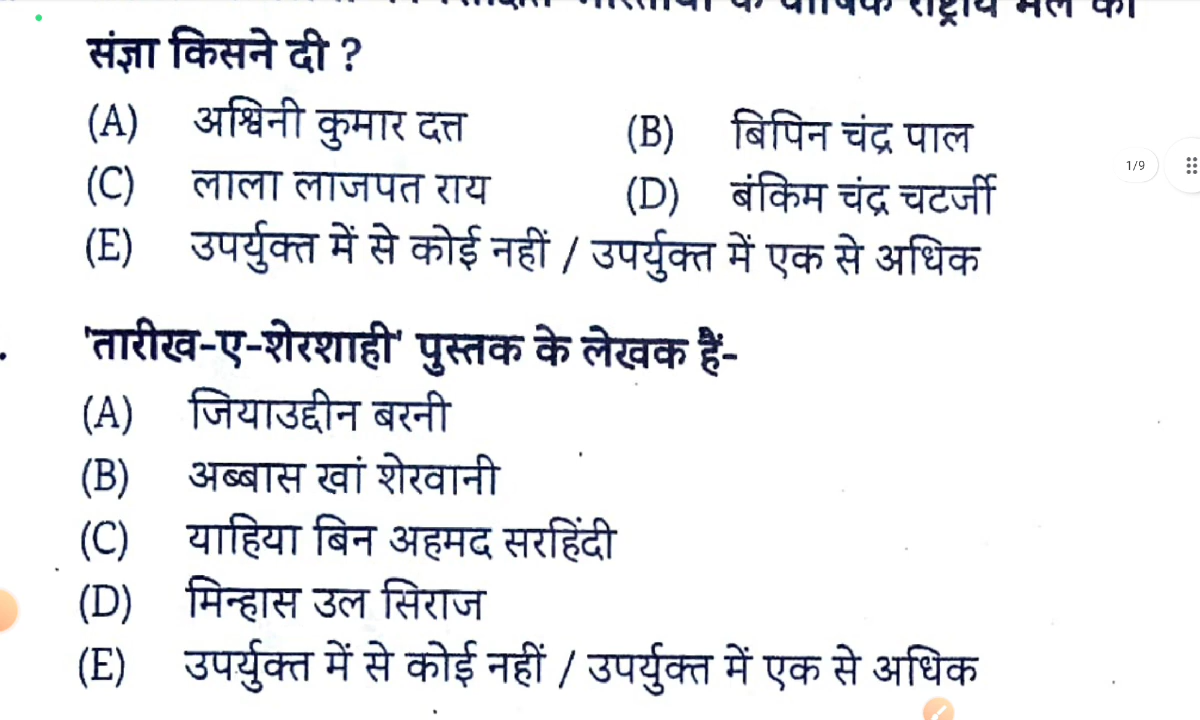 संज्ञा किसने दी ?
(A) अश्विनी कुमार दत्त (B) बिपिन चंद्र पाल
(C) लाला लाजपत राय (D) बंकिम चंद्र चटर्जी
(E) उपर्युक्त में से कोई नहीं / उपर्युक्त में एक से अधिक
1/9
'तारीख-ए-शेरशाही' पुस्तक के लेखक हैं-
(A) जियाउद्दीन बरनी
(B) अब्बास खां शेरवानी
(C) याहिया बिन अहमद सरहिंदी
(D) मिन्हास उल सिराज
(E) उपर्युक्त में से कोई नहीं / उपर्युक्त में एक से अधिक